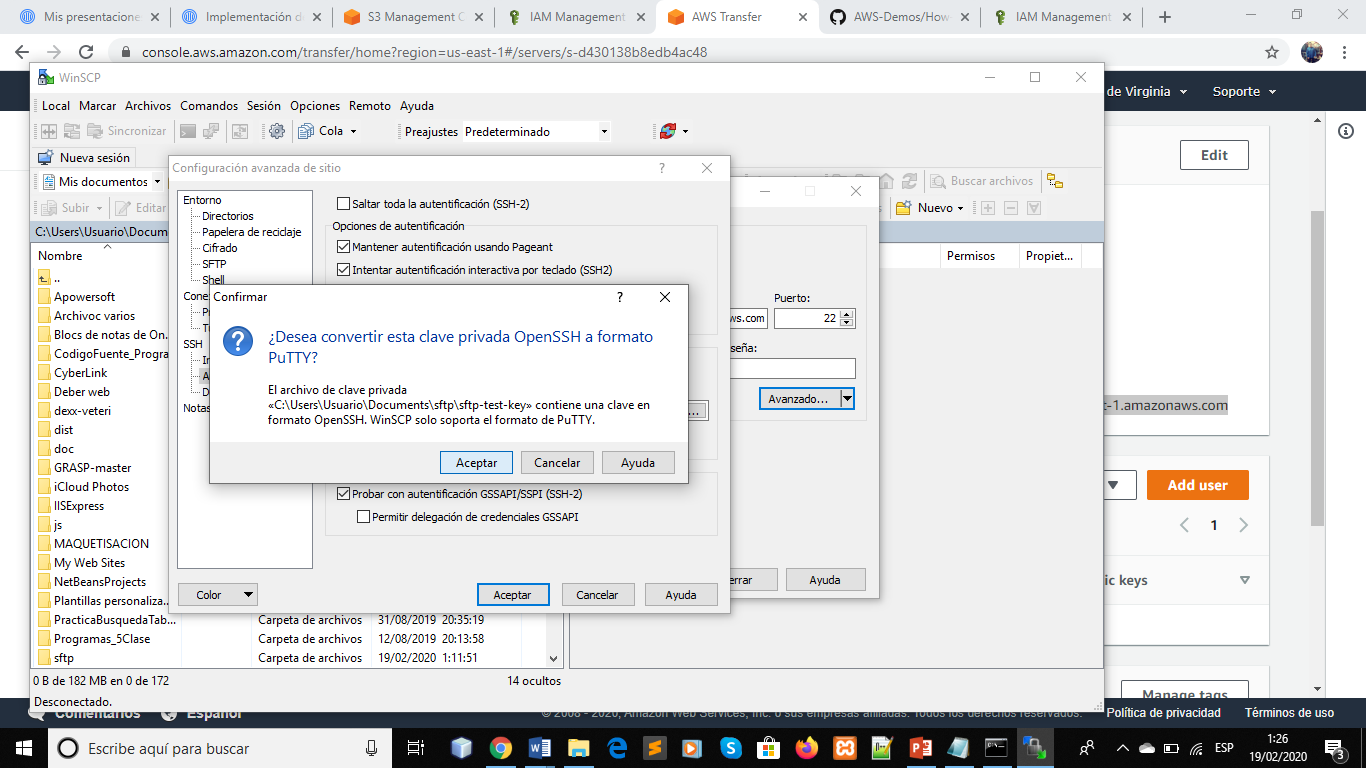 Mis presentacione
Implementación d
S3 Management C
IAM Management
AWS Transfer
AWS-Demos/How
IAM Management
console.aws.amazon.com/transfer/home?region=us-east-1#/servers/s-d430138b8edb4ac48
WinSCP
de Virginia
Soporte
Local Marcar Archivos Comandos Sesión Opciones Remoto Ayuda
Sincronizar
Cola
Preajustes Predeterminado
Nueva sesión
Edit
Configuración avanzada de sitio
?
Mis documentos
Buscar archivos
Subir
Editar
Nuevo
C:\Users\Usuario\Docum
Nombre
Permisos
Propiet...
..
Apowersoft
Archivoc varios
Blocs de notas de On.
CodigoFuente_Progra
CyberLink
Deber web
dexx-veteri
dist
doc
GRASP-master
iCloud Photos
IISExpress
js
MAQUETISACION
My Web Sites
NetBeansProjects
Plantillas personaliza...
PracticaBusquedaTab... Carpeta de archivos 31/08/2019 20:35:19
Programas_5Clase Carpeta de archivos 12/08/2019 20:13:58
sftp Carpeta de archivos 19/02/2020 1:11:51
0 B de 182 MB en 0 de 172
14 ocultos
Desconectado.
Entorno
Directorios
Papelera de reciclaje
Cifrado
SFTP
Shell
Cone
SSH
Notas
Saltar toda la autentificación (SSH-2)
Opciones de autentificación
Mantener autentificación usando Pageant
Intentar autentificación interactiva por teclado (SSH2)
Confirmar
?
¿Desea convertir esta clave privada OpenSSH a formato
PuTTY?
El archivo de clave privada
«C:\Users\Usuario\Documents\sftp\sftp-test-key» contiene una clave en
formato OpenSSH. WinSCP solo soporta el formato de PuTTY.
Aceptar
Cancelar
Ayuda
...
Probar con autentificación GSSAPI/SSPI (SSH-2)
Permitir delegación de credenciales GSSAPI
Color
Aceptar
Cancelar
Ayuda
Puerto:
ws.com
22
seña:
Avanzado...
errar
Ayuda
t-1.amazonaws.com
Add user
1
ic keys
Manage tags
Comentarios
Español
© 2008 - 2020, Amazon Web Services, Inc. o sus empresas afiliadas. Todos los derechos reservados.
Política de privacidad
Términos de uso
Escribe aquí para buscar
ESP
1:26
19/02/2020
3